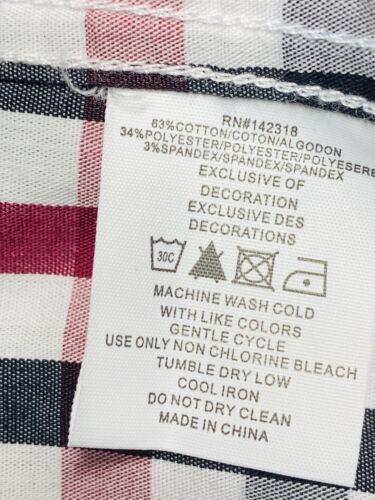 RN#142318
63%COTTON/COTON/ALGODON
34%POLYESTER/POLYESTER/POLYESERE
3%SPANDEX/SPANDEX/SPANDEX
EXCLUSIVE OF
DECORATION
EXCLUSIVE DES
DECORATIONS
30C
MACHINE WASH COLD
WITH LIKE COLORS
GENTLE CYCLE
USE ONLY NON CHLORINE BLEACH
TUMBLE DRY LOW
COOL IRON
DO NOT DRY CLEAN
MADE IN CHINA